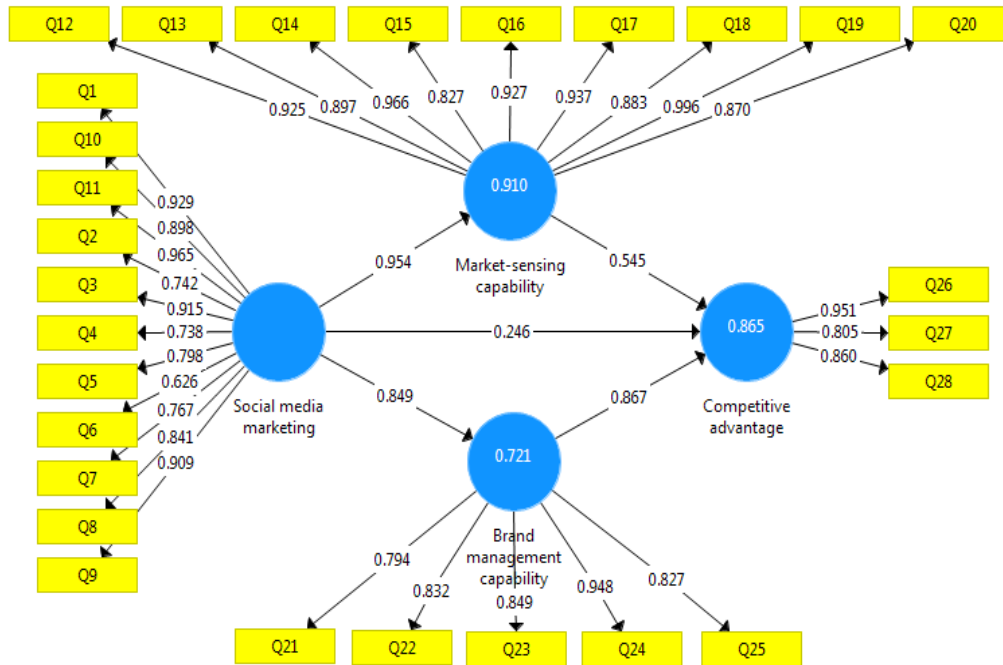 Q12 Q13 Q14 Q15 Q16 Q17 Q18 Q19 Q20
0.925 0.897 0.966 0.827 0.927 0.937 0.883 0.996 0.870
Q1
Q10
Q11
Q2
Q3
Q4
Q5
Q6
Q7
Q8
Q9
0.929
0.898
0.965
0.742
0.915
0.738
0.798
0.626
0.767
0.841
0.909
Social media
marketing
0.954
0.246
0.849
0.910
Market-sensing
capability
0.545
0.721
Brand
management
capability
0.867
0.865
Competitive
advantage
0.951
0.805
0.860
Q26
Q27
Q28
0.794 0.832 0.849 0.948 0.827
Q21 Q22 Q23 Q24 Q25